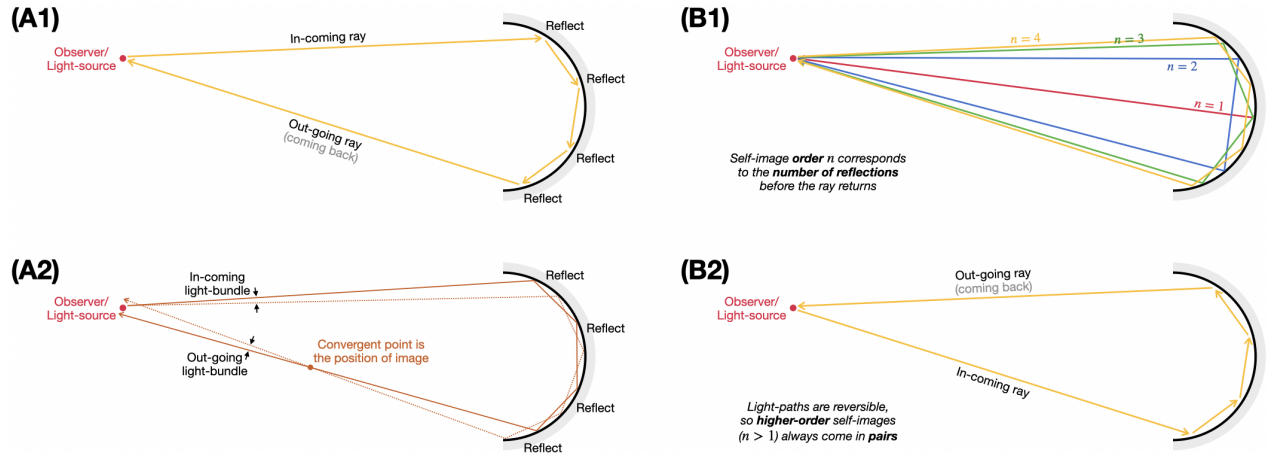 (A1)
Observer/
Light-source
In-coming ray
Reflect
Reflect
Out-going ray
(coming back)
Reflect
Reflect
(B1)
Observer/
Light-source
n = 4
n = 3
n = 2
n = 1
Self-image order n corresponds
to the number of reflections
before the ray returns
(A2)
In-coming
light-bundle
Observer/
Light-source
Reflect
Reflect
Out-going
light-bundle
Convergent point is
the position of image
Reflect
Reflect
(B2)
Out-going ray
(coming back)
Observer/
Light-source
In-coming ray
Light-paths are reversible,
so higher-order self-images
(n > 1) always come in pairs